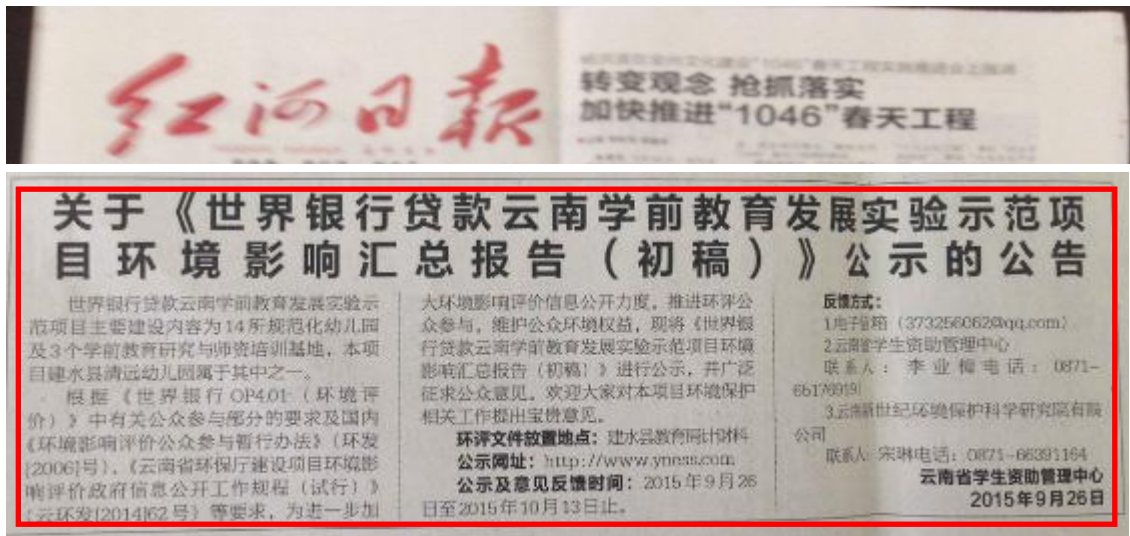 红河日报
转变观念 抢抓落实
加快推进“1046”春天工程
关于《世界银行贷款云南学前教育发展实验示范项
目环境影响汇总报告(初稿)》公示的公告
世界银行贷款云南学前教育发展实验示
范项目主要建设内容为14所规范化幼儿园
及3个学前教育研究与师资培训基地,本项
目建水县清远幼儿园属于其中之一。
根据《世界银行OP4.01(环境评
价)》中有关公众参与部分的要求及国内
《环境影响评价公众参与暂行办法》(环发
[2006]号)、《云南省环保厅建设项目环境影
响评价政府信息公开工作规程(试行)》
(云环发[2014]62号)等要求,为进一步加
大环境影响评价信息公开力度,推进环评公
众参与,维护公众环境权益,现将《世界银
行贷款云南学前教育发展实验示范项目环境
影响汇总报告(初稿)》进行公示,并广泛
征求公众意见。欢迎大家对本项目环境保护
相关工作提出宝贵意见。
环评文件放置地点:建水县教育局计财科
公示网址:http://www.yness.com
公示及意见反馈时间:2015年9月26
日至2015年10月13日止。
反馈方式:
1.电子信箱(373256062@qq.com)
2.云南省学生资助管理中心
联系人:李业梅电话:0871-
65176919
3.云南新世纪环境保护科学研究院有限
公司
联系人:宋琳电话:0871-66391164
云南省学生资助管理中心
2015年9月26日